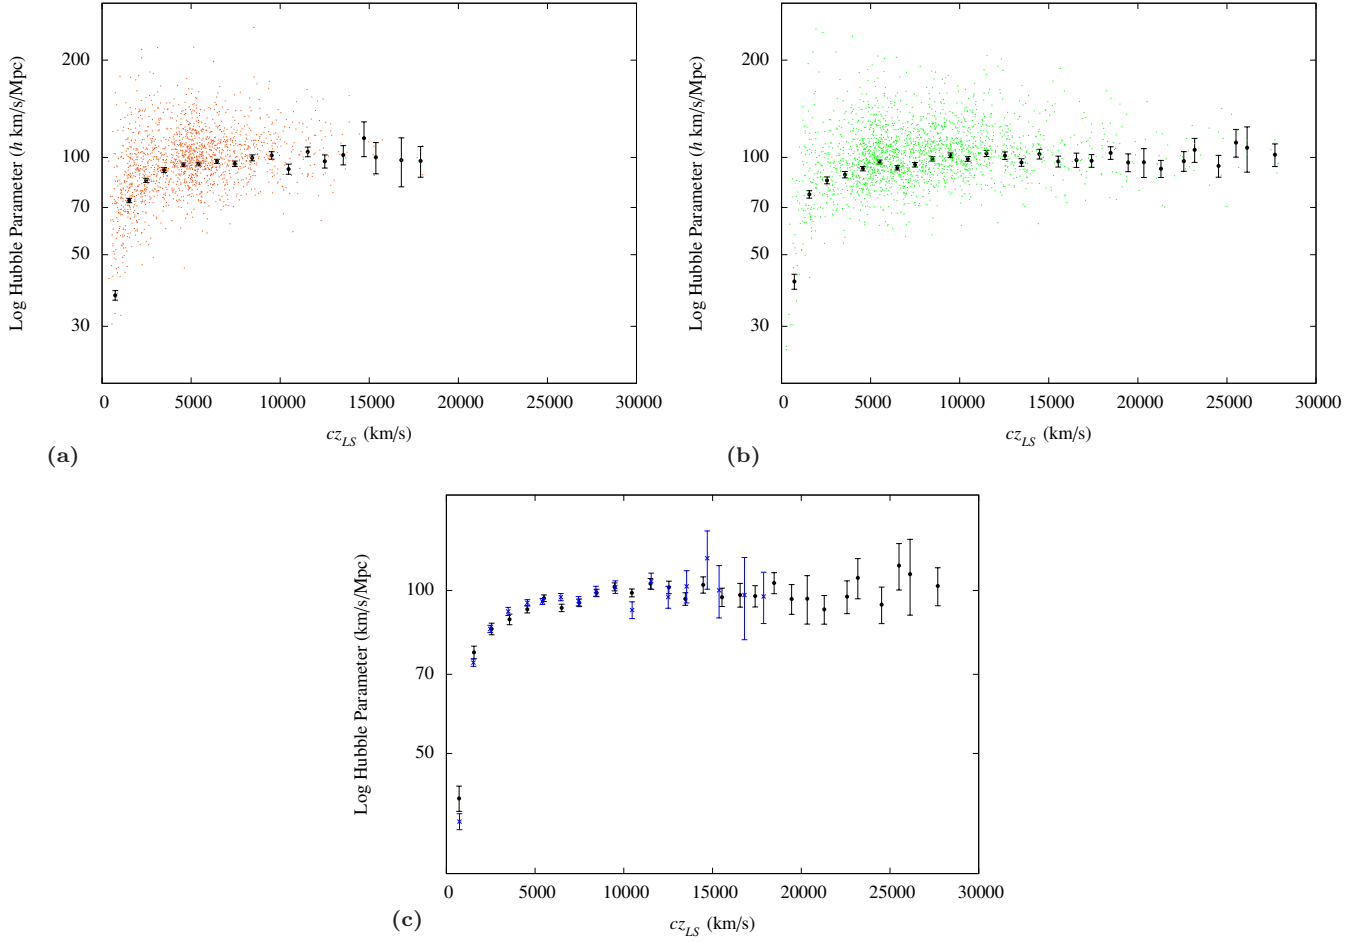 Log Hubble Parameter (h km/s/Mpc)
200
100
70
50
30
0 5000 10000 15000 20000 25000 30000
cz_LS (km/s)
(a)
Log Hubble Parameter (h km/s/Mpc)
200
100
70
50
30
0 5000 10000 15000 20000 25000 30000
cz_LS (km/s)
(b)
Log Hubble Parameter (km/s/Mpc)
100
70
50
0 5000 10000 15000 20000 25000 30000
cz_LS (km/s)
(c)